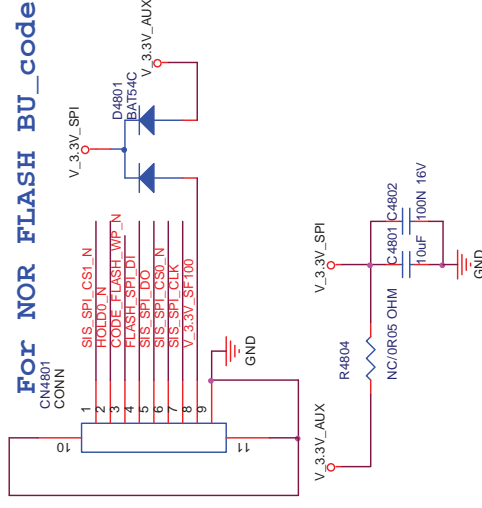 For NOR FLASH BU_code
CN4801
CONN
10
11
1
2
3
4
5
6
7
8
9
SIS_SPI_CS1_N
HOLD0_N
CODE_FLASH_WP_N
FLASH_SPI_DI
SIS_SPI_DO
SIS_SPI_CS0_N
SIS_SPI_CLK
V_3.3V_SF100
GND
V_3.3V_SPI
D4801
BAT54C
V_3.3V_AUX
V_3.3V_AUX
R4804
NC/0R05 OHM
V_3.3V_SPI
C4801
10uF
C4802
100N 16V
GND